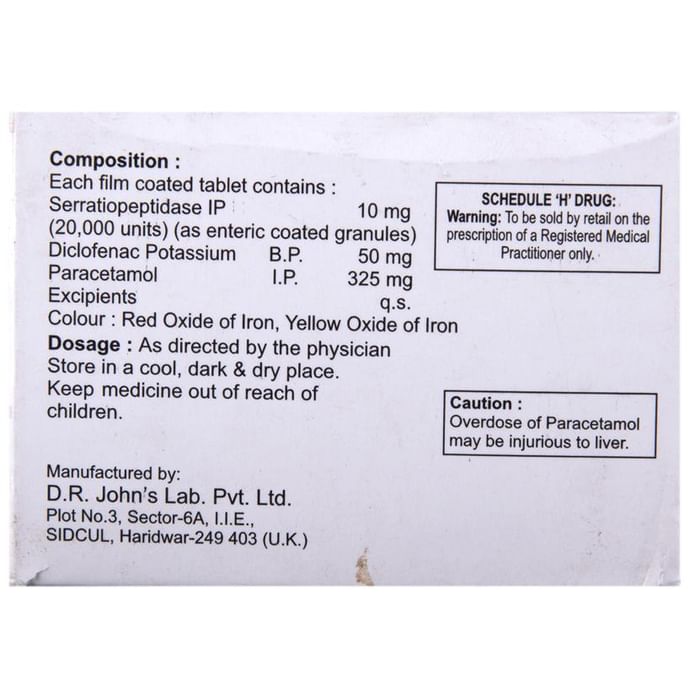 Composition :
Each film coated tablet contains :
Serratiopeptidase IP 10 mg
(20,000 units) (as enteric coated granules)
Diclofenac Potassium B.P. 50 mg
Paracetamol I.P. 325 mg
Excipients q.s.
Colour : Red Oxide of Iron, Yellow Oxide of Iron
Dosage : As directed by the physician
Store in a cool, dark & dry place.
Keep medicine out of reach of
children.
SCHEDULE ‘H’ DRUG:
Warning: To be sold by retail on the
prescription of a Registered Medical
Practitioner only.
Caution :
Overdose of Paracetamol
may be injurious to liver.
Manufactured by:
D.R. John's Lab. Pvt. Ltd.
Plot No.3, Sector-6A, I.I.E.,
SIDCUL, Haridwar-249 403 (U.K.)